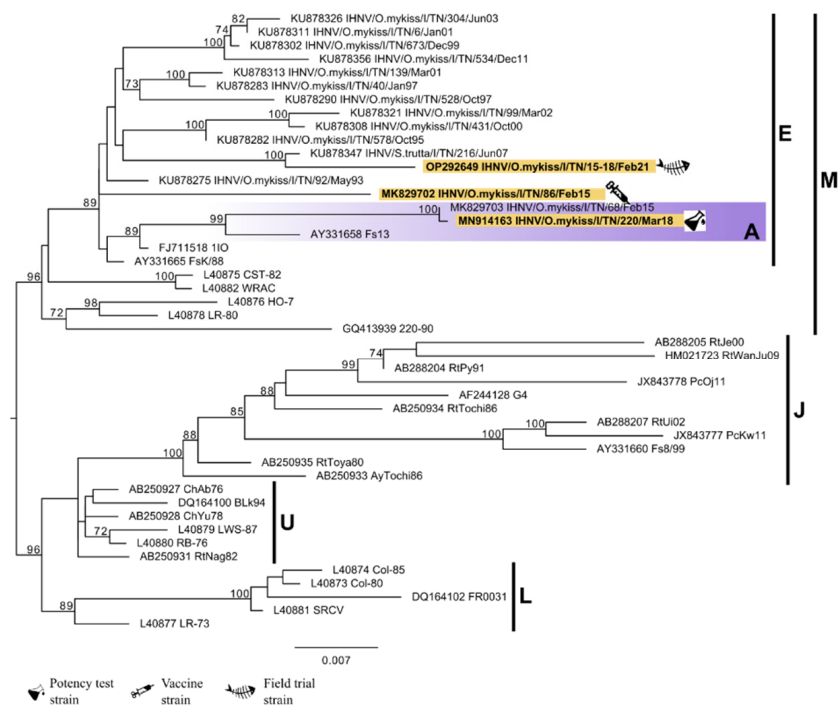 82
KU878326 IHNV/O.mykiss/I/TN/304/Jun03
74
KU878311 IHNV/O.mykiss/I/TN/6/Jan01
100
KU878302 IHNV/O.mykiss/I/TN/673/Dec99
KU878356 IHNV/O.mykiss/I/TN/534/Dec11
100
KU878313 IHNV/O.mykiss/I/TN/139/Mar01
73
KU878283 IHNV/O.mykiss/I/TN/40/Jan97
KU878290 IHNV/O.mykiss/I/TN/528/Oct97
100
KU878321 IHNV/O.mykiss/I/TN/99/Mar02
100
KU878308 IHNV/O.mykiss/I/TN/431/Oct00
KU878282 IHNV/O.mykiss/I/TN/578/Oct95
100
KU878347 IHNV/S.trutta/I/TN/216/Jun07
OP292649 IHNV/O.mykiss/I/TN/15-18/Feb21
KU878275 IHNV/O.mykiss/I/TN/92/May93
89
MK829702 IHNV/O.mykiss/I/TN/86/Feb15
100
MK829703 IHNV/O.mykiss/I/TN/68/Feb15
99
MN914163 IHNV/O.mykiss/I/TN/220/Mar18
89
AY331658 Fs13
FJ711518 1IO
AY331665 FsK/88
A
E
M
96
100
L40875 CST-82
L40882 WRAC
98
L40876 HO-7
72
L40878 LR-80
GQ413939 220-90
AB288205 RtJe00
74
HM021723 RtWanJu09
99
AB288204 RtPy91
JX843778 PcOj11
88
AF244128 G4
AB250934 RtTochi86
85
100
AB288207 RtUi02
100
JX843777 PcKw11
88
AY331660 Fs8/99
100
AB250935 RtToya80
AB250933 AyTochi86
J
AB250927 ChAb76
DQ164100 BLk94
AB250928 ChYu78
L40879 LWS-87
72
L40880 RB-76
AB250931 RtNag82
U
96
L40874 Col-85
L40873 Col-80
100
DQ164102 FR0031
L40881 SRCV
89
L40877 LR-73
L
0.007
Potency test strain
Vaccine strain
Field trial strain